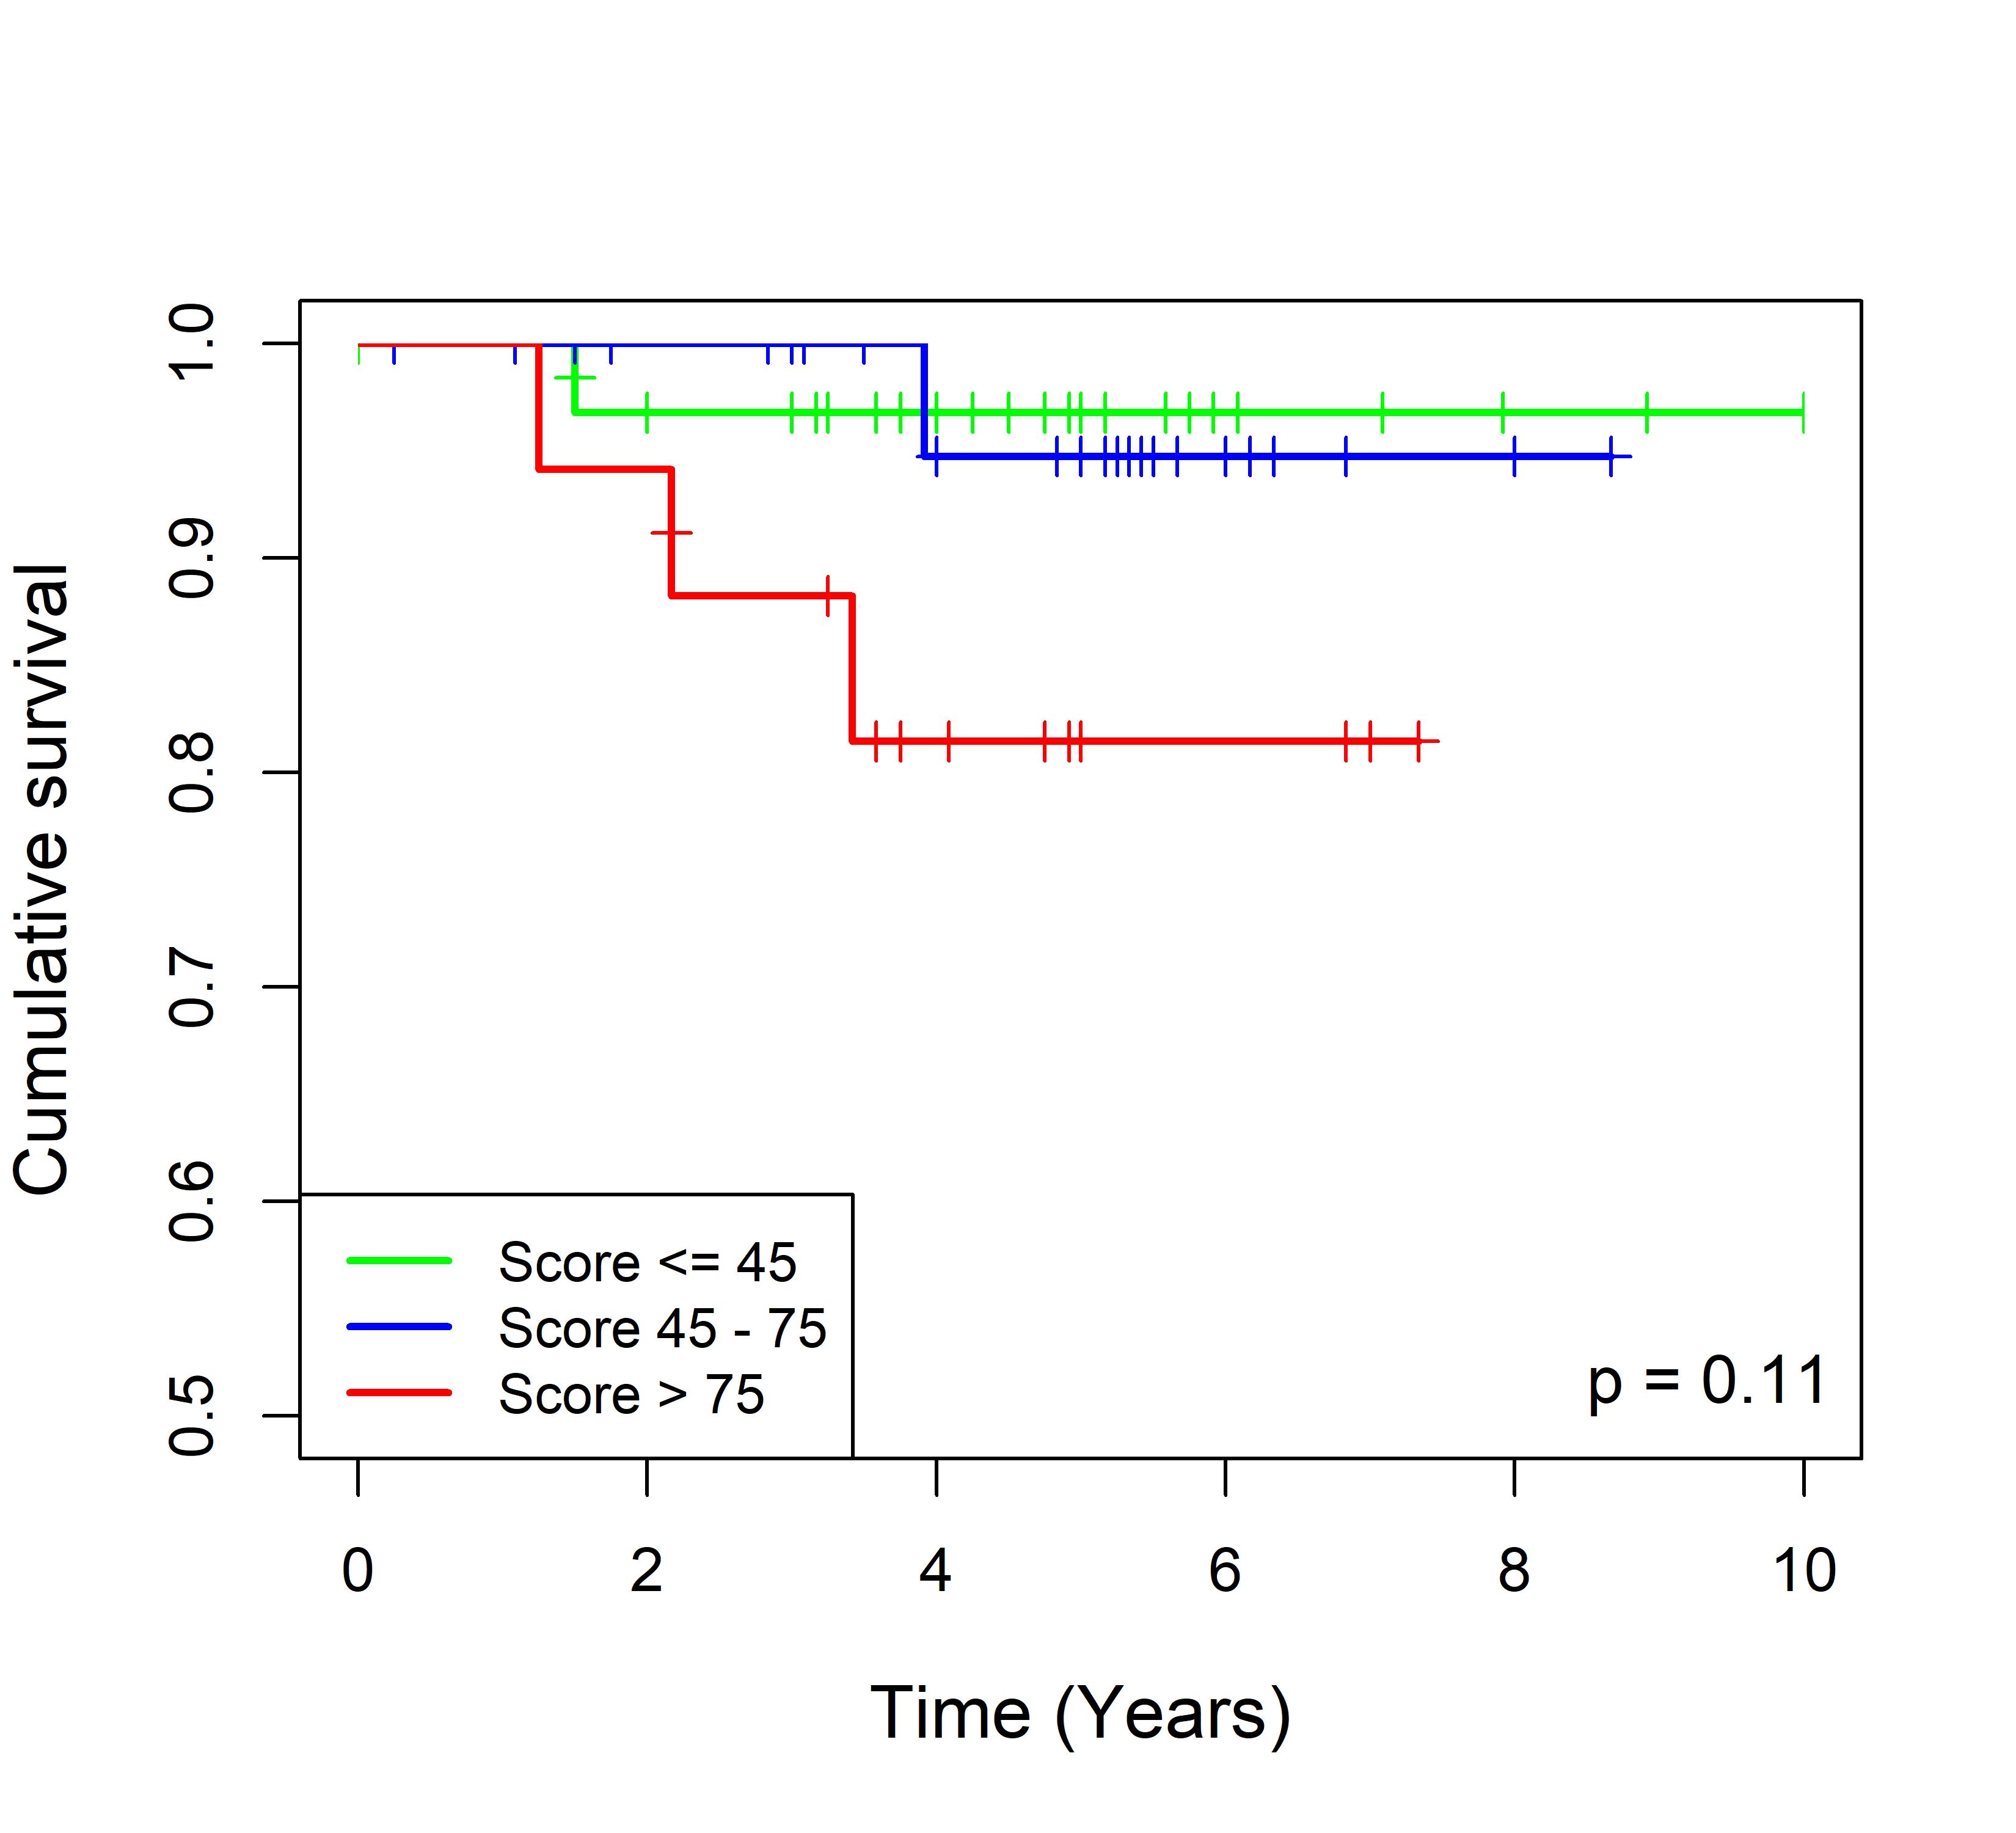 Cumulative survival
1.0
0.9
0.8
0.7
0.6
0.5
Score <= 45
Score 45 - 75
Score > 75
p = 0.11
0 2 4 6 8 10
Time (Years)